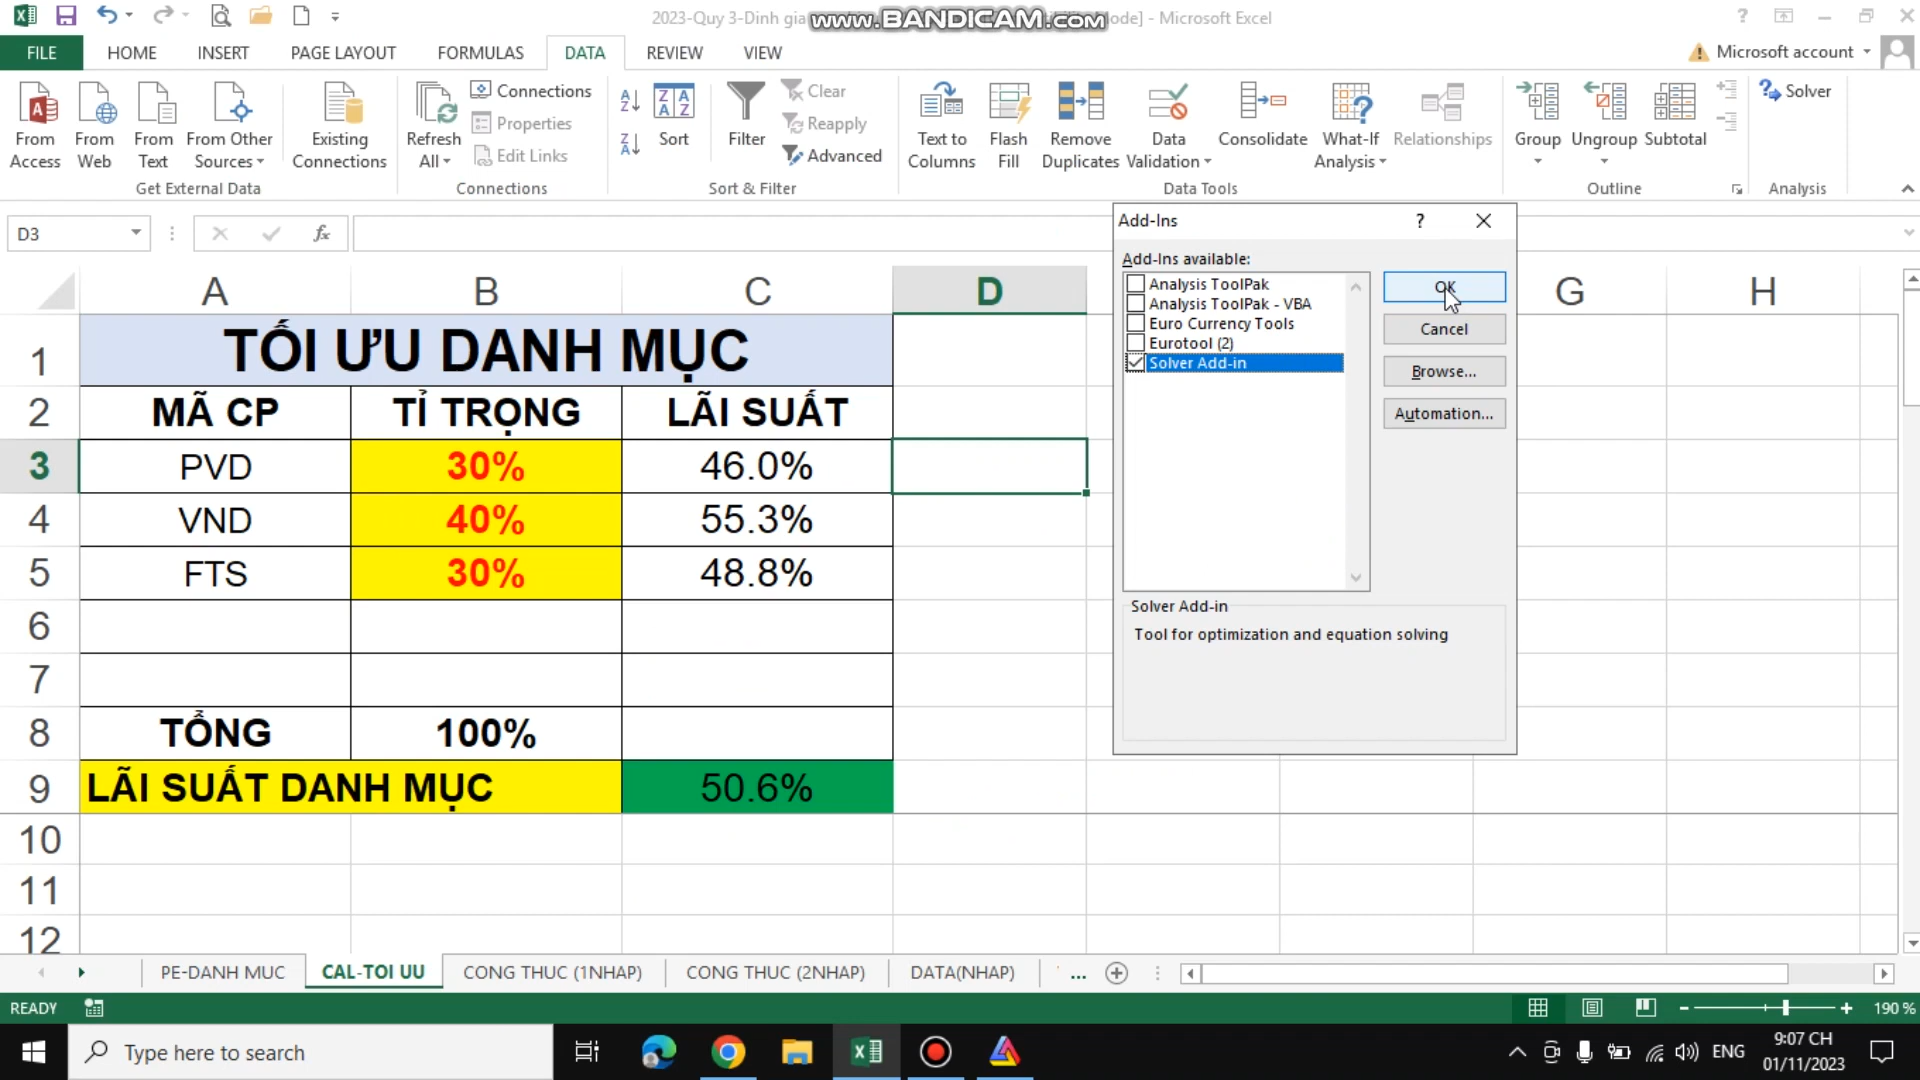 2023-Quy 3-Dinh gia
www.BANDICAM.com
Mode] - Microsoft Excel
?
FILE
HOME
INSERT
PAGE LAYOUT
FORMULAS
DATA
REVIEW
VIEW
Microsoft account
From Access
From Web
From Text
From Other Sources
Existing Connections
Get External Data
Refresh All
Connections
Properties
Edit Links
Connections
Sort
Filter
Clear
Reapply
Advanced
Sort & Filter
Text to Columns
Flash Fill
Remove Duplicates
Data Validation
Consolidate
What-If Analysis
Relationships
Data Tools
Group
Ungroup
Subtotal
Outline
Solver
Analysis
D3
fx
A B C D G H
1 TỐI ƯU DANH MỤC
2 MÃ CP TỈ TRỌNG LÃI SUẤT
3 PVD 30% 46.0%
4 VND 40% 55.3%
5 FTS 30% 48.8%
6
7
8 TỔNG 100%
9 LÃI SUẤT DANH MỤC 50.6%
10
11
12
Add-Ins
?
Add-Ins available:
Analysis ToolPak
Analysis ToolPak - VBA
Euro Currency Tools
Eurotool (2)
Solver Add-in
OK
Cancel
Browse...
Automation...
Solver Add-in
Tool for optimization and equation solving
PE-DANH MUC
CAL-TOI UU
CONG THUC (1NHAP)
CONG THUC (2NHAP)
DATA(NHAP)
...
READY
190 %
Type here to search
ENG
9:07 CH
01/11/2023